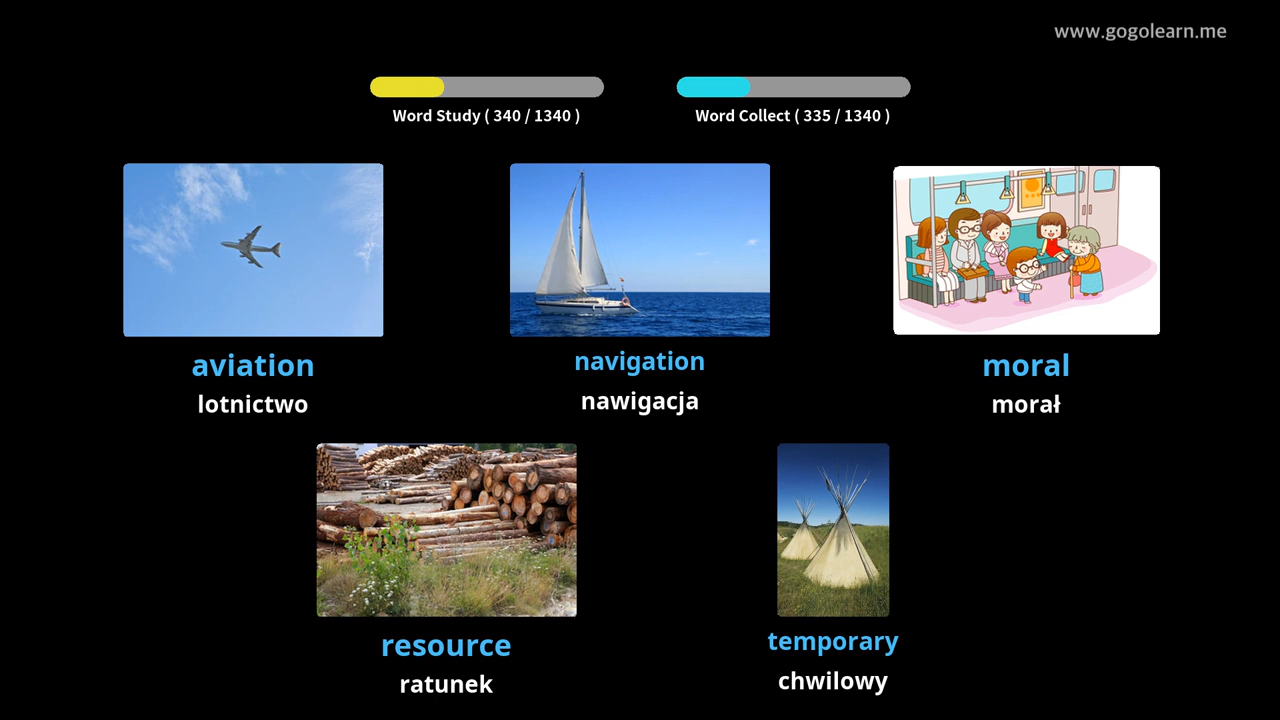 www.gogolearn.me
Word Study ( 340 / 1340 )
Word Collect ( 335 / 1340 )
aviation
lotnictwo
navigation
nawigacja
moral
morał
resource
ratunek
temporary
chwilowy